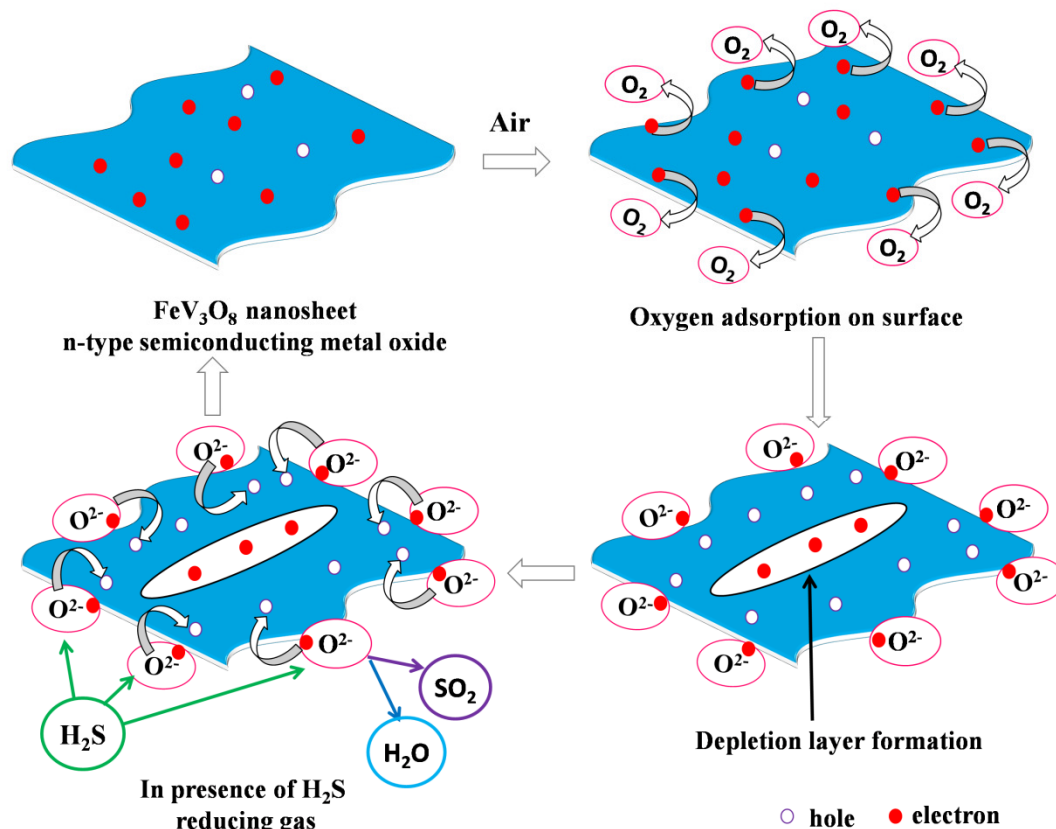 Air
O₂
O₂
O₂
O₂
O₂
O₂
O₂
O₂
O₂
FeV₃O₈ nanosheet
n-type semiconducting metal oxide
Oxygen adsorption on surface
O²⁻
O²⁻
O²⁻
O²⁻
O²⁻
O²⁻
O²⁻
O²⁻
H₂S
SO₂
H₂O
In presence of H₂S
reducing gas
O²⁻
O²⁻
O²⁻
O²⁻
O²⁻
O²⁻
O²⁻
O²⁻
Depletion layer formation
hole electron